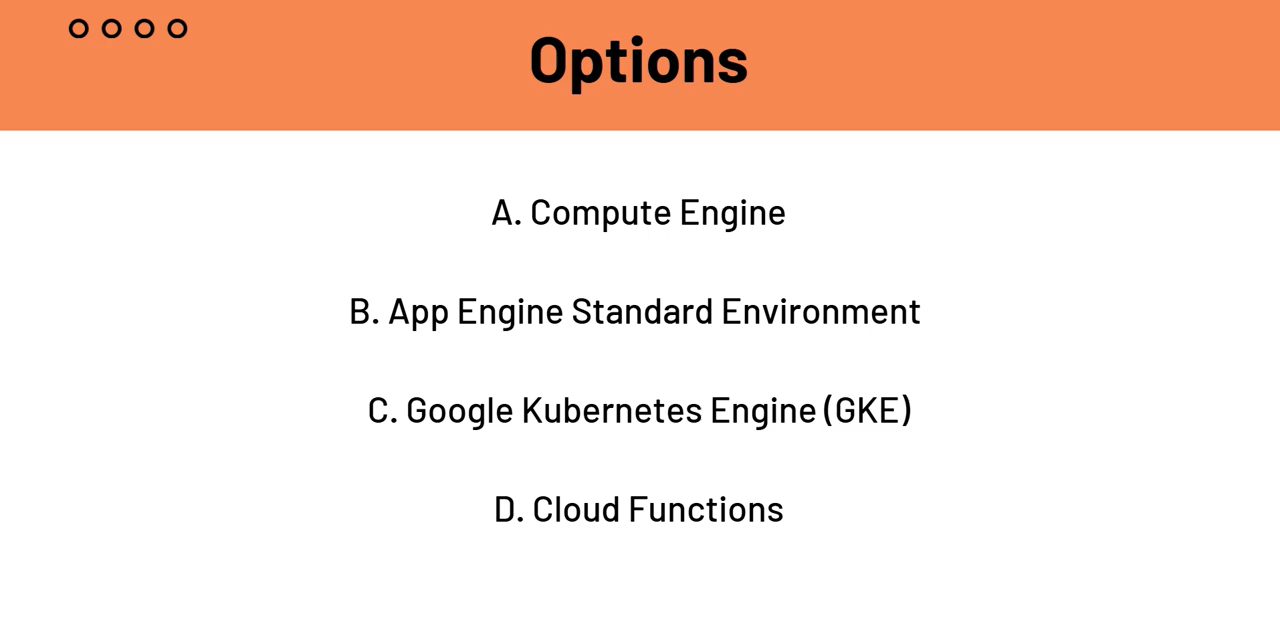 Options
A. Compute Engine
B. App Engine Standard Environment
C. Google Kubernetes Engine (GKE)
D. Cloud Functions